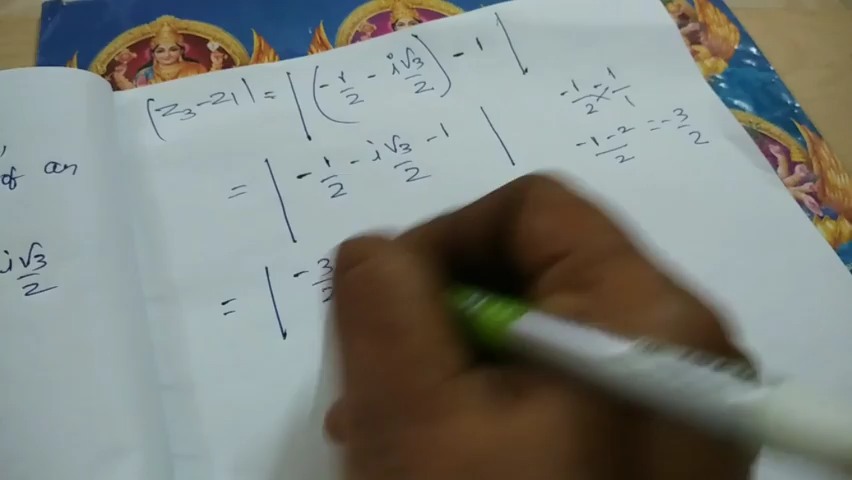 ,
of an
i√3/2
|z3-z1| = |(-1/2 - i√3/2) - 1|
= |-1/2 - i√3/2 - 1|
= |-3/2
-1/2 -1/1
-1-2/2 = -3/2